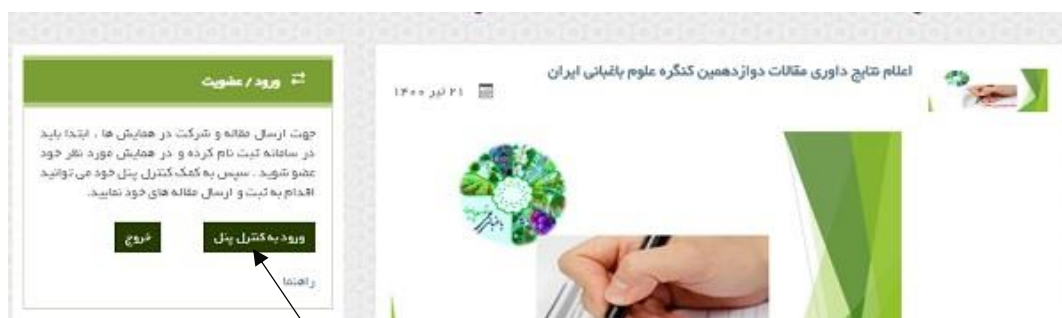 اعلام نتایج داوری مقالات دوازدهمین کنگره علوم باغبانی ایران
۲۱ تیر ۱۴۰۰
ورود / عضویت
جهت ارسال مقاله و شرکت در همایش ها ، ابتدا باید
در سامانه ثبت نام کرده و در همایش مورد نظر خود
عضو شوید . سپس به کمک کنترل پنل خود می توانید
اقدام به ثبت و ارسال مقاله های خود نمایید.
ورود به کنترل پنل
خروج
راهنما